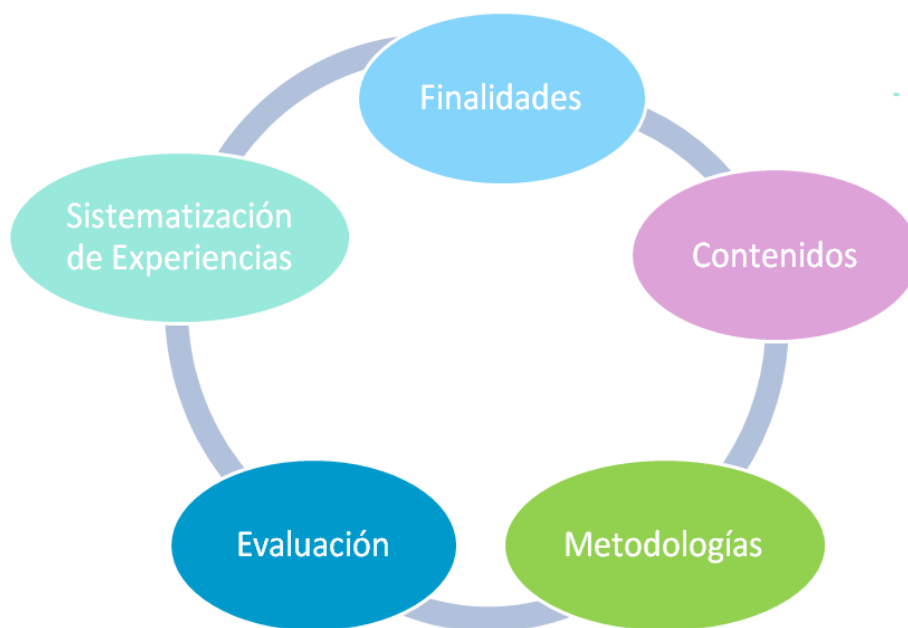 Finalidades
Contenidos
Metodologías
Evaluación
Sistematización
de Experiencias